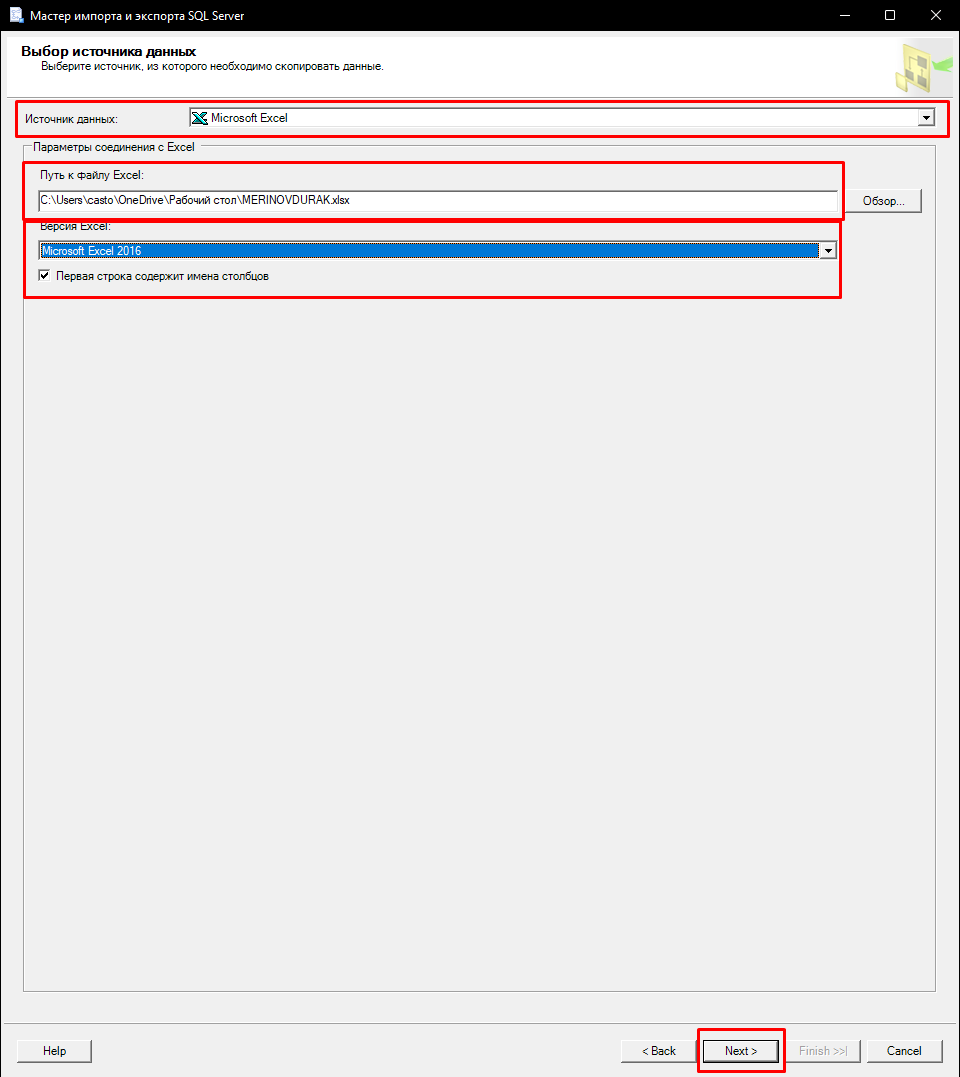 Мастер импорта и экспорта SQL Server
Выбор источника данных
Выберите источник, из которого необходимо скопировать данные.
Источник данных:
Microsoft Excel
Параметры соединения с Excel
Путь к файлу Excel:
C:\Users\casto\OneDrive\Рабочий стол\MERINOVDURAK.xlsx
Обзор...
Версия Excel:
Microsoft Excel 2016
Первая строка содержит имена столбцов
Help
< Back
Next >
Finish >>|
Cancel